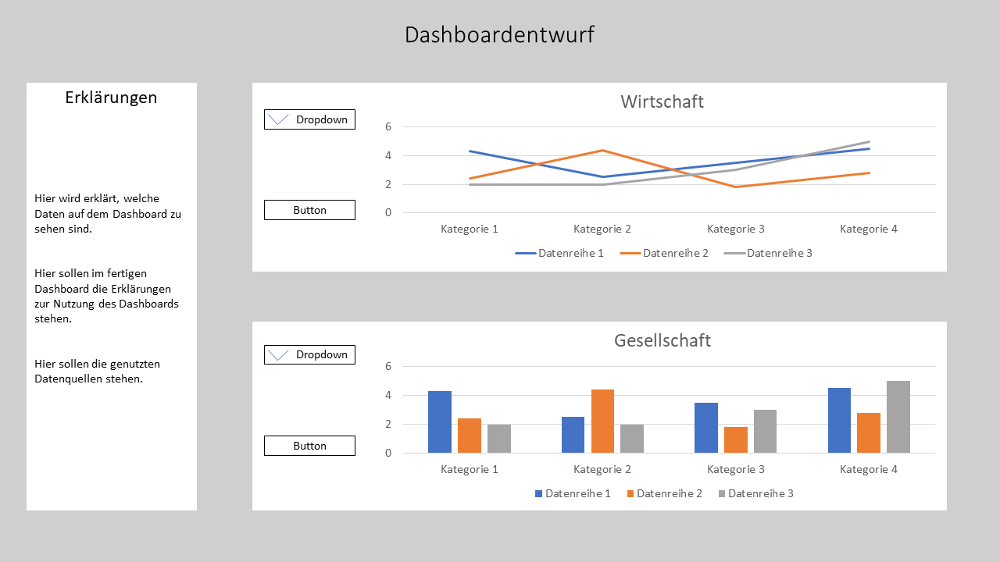 Dashboardentwurf
Erklärungen
Hier wird erklärt, welche
Daten auf dem Dashboard zu
sehen sind.
Hier sollen im fertigen
Dashboard die Erklärungen
zur Nutzung des Dashboards
stehen.
Hier sollen die genutzten
Datenquellen stehen.
Dropdown
Button
Wirtschaft
6
4
2
0
Kategorie 1 Kategorie 2 Kategorie 3 Kategorie 4
Datenreihe 1 Datenreihe 2 Datenreihe 3
Dropdown
Button
Gesellschaft
6
4
2
0
Kategorie 1 Kategorie 2 Kategorie 3 Kategorie 4
Datenreihe 1 Datenreihe 2 Datenreihe 3